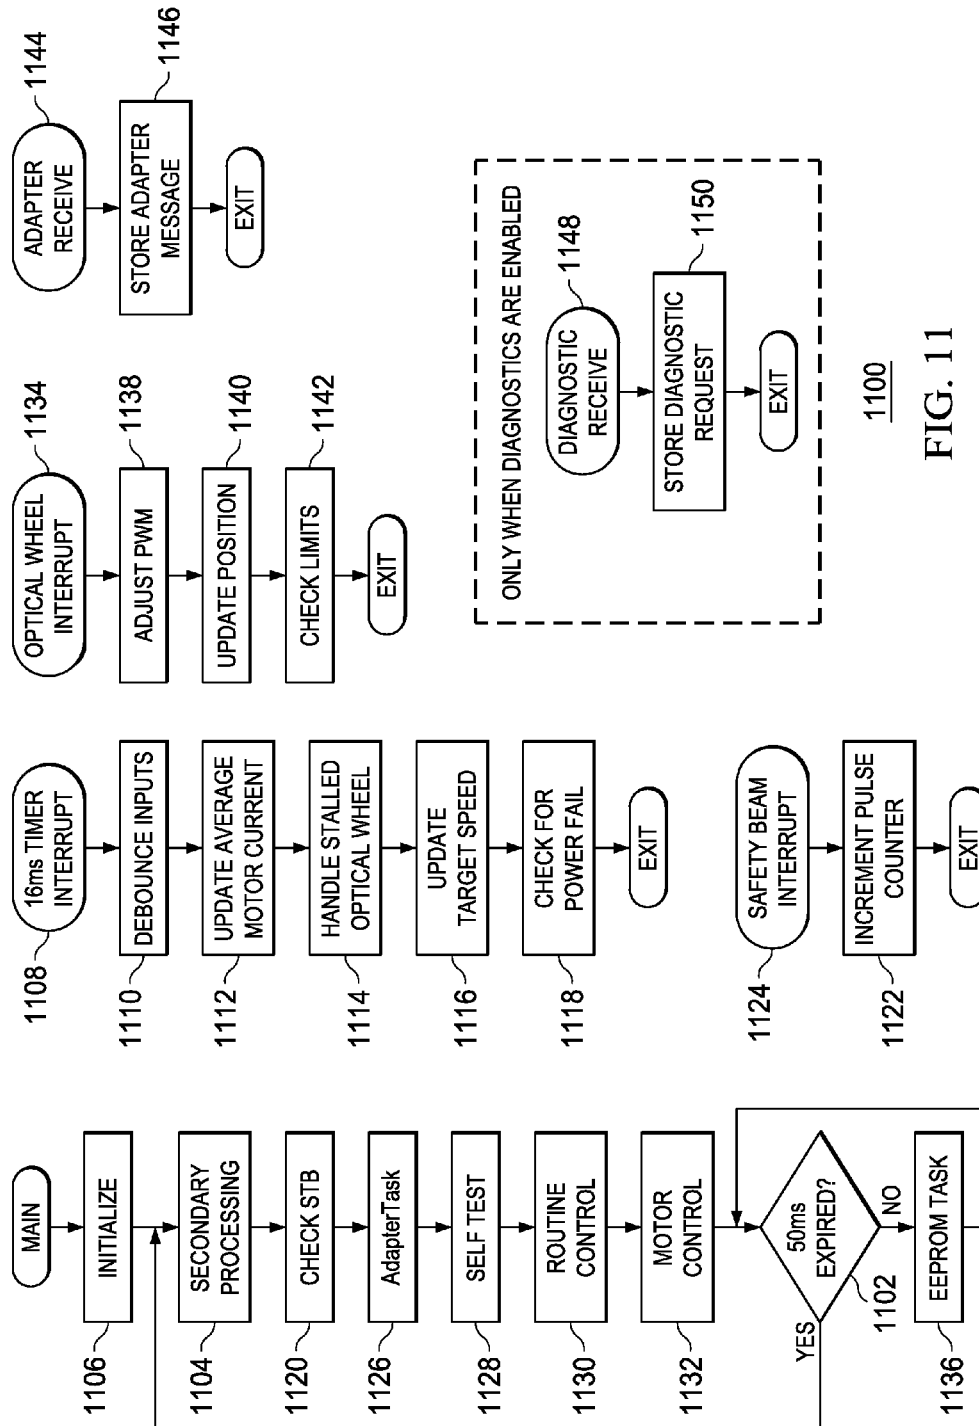 MAIN
INITIALIZE
1106
SECONDARY
PROCESSING
1104
CHECK STB
1120
AdapterTask
1126
SELF TEST
1128
ROUTINE
CONTROL
1130
MOTOR
CONTROL
1132
50ms
EXPIRED?
1102
YES
NO
EEPROM TASK
1136
16ms TIMER
INTERRUPT
1108
DEBOUNCE INPUTS
1110
UPDATE AVERAGE
MOTOR CURRENT
1112
HANDLE STALLED
OPTICAL WHEEL
1114
UPDATE
TARGET SPEED
1116
CHECK FOR
POWER FAIL
1118
EXIT
SAFETY BEAM
INTERRUPT
1124
INCREMENT PULSE
COUNTER
1122
EXIT
OPTICAL WHEEL
INTERRUPT
1134
ADJUST PWM
1138
UPDATE POSITION
1140
CHECK LIMITS
1142
EXIT
ADAPTER
RECEIVE
1144
STORE ADAPTER
MESSAGE
1146
EXIT
ONLY WHEN DIAGNOSTICS ARE ENABLED
DIAGNOSTIC
RECEIVE
1148
STORE DIAGNOSTIC
REQUEST
1150
EXIT
1100
FIG. 11